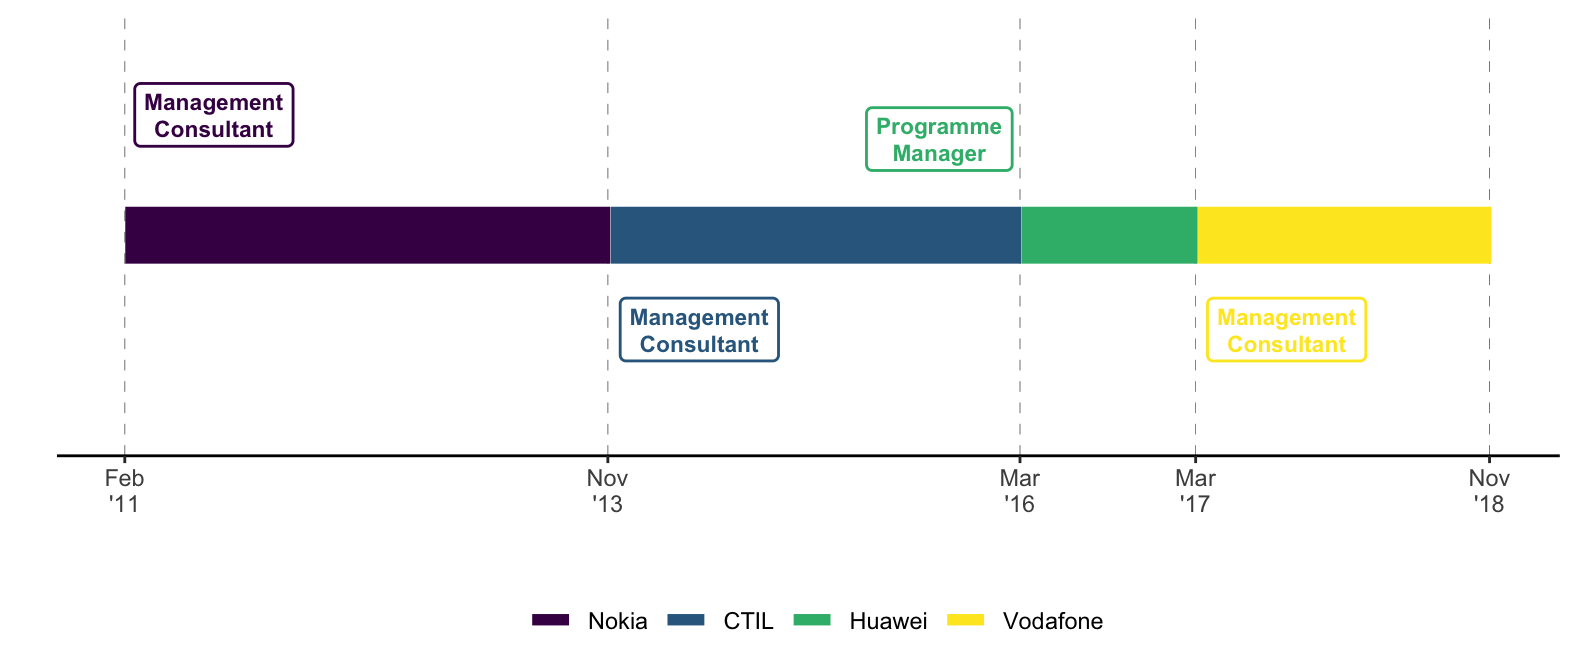 Management
Consultant
Programme
Manager
Management
Consultant
Management
Consultant
Feb
'11
Nov
'13
Mar
'16
Mar
'17
Nov
'18
Nokia
CTIL
Huawei
Vodafone